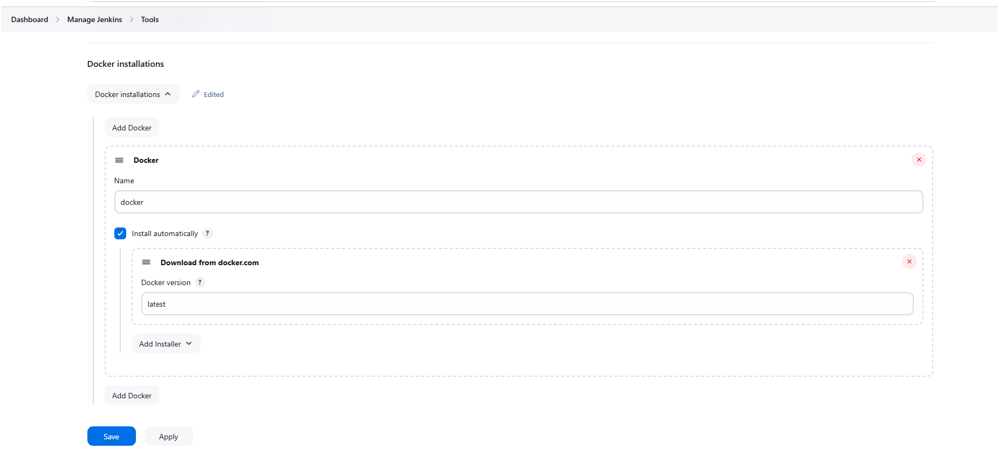 Dashboard > Manage Jenkins > Tools
Docker installations
Docker installations Edited
Add Docker
Docker
Name
docker
Install automatically ?
Download from docker.com
Docker version ?
latest
Add Installer
Add Docker
Save Apply